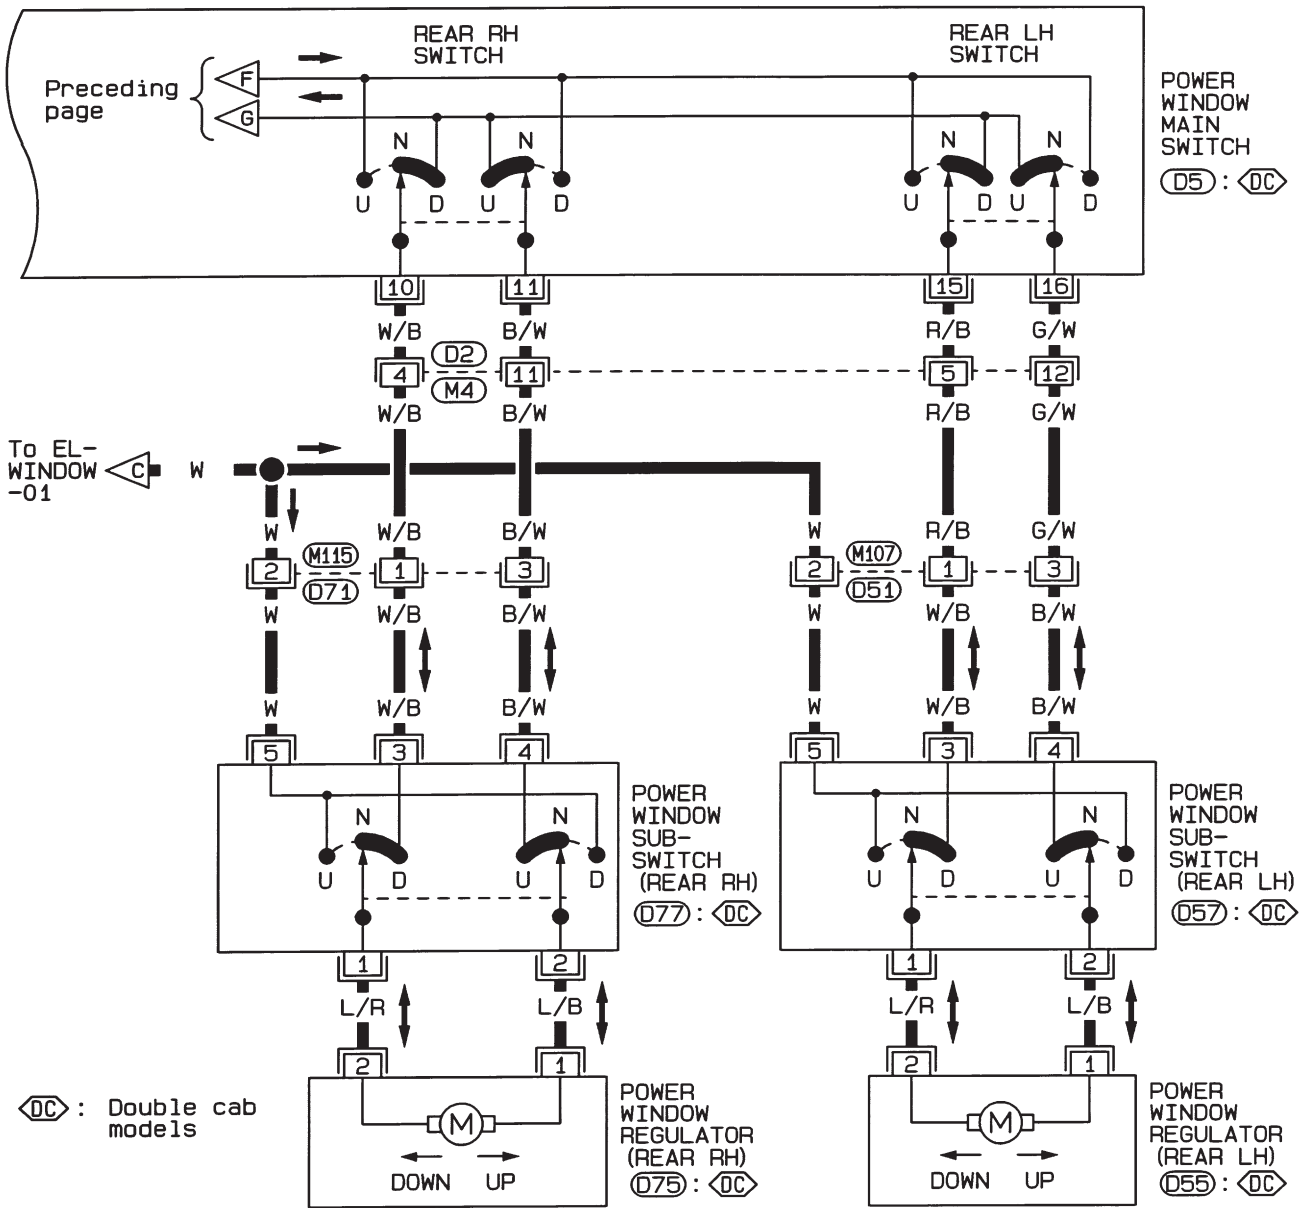 REAR RH
SWITCH
REAR LH
SWITCH
Preceding
page
F
G
N N N N
U D U D U D U D
POWER
WINDOW
MAIN
SWITCH
D5 : DC
10 11 15 16
W/B B/W R/B G/W
D2
4 11 5 12
M4
W/B B/W R/B G/W
To EL-
WINDOW
-01
C W
W W/B B/W W R/B G/W
M115 M107
2 1 3 2 1 3
D71 D51
W W/B B/W W W/B B/W
W W/B B/W W W/B B/W
5 3 4 5 3 4
N N N N
U D U D U D U D
POWER
WINDOW
SUB-
SWITCH
(REAR RH)
D77 : DC
POWER
WINDOW
SUB-
SWITCH
(REAR LH)
D57 : DC
1 2 1 2
L/R L/B L/R L/B
2 1 2 1
M M
DOWN UP DOWN UP
POWER
WINDOW
REGULATOR
(REAR RH)
D75 : DC
POWER
WINDOW
REGULATOR
(REAR LH)
D55 : DC
DC : Double cab
models